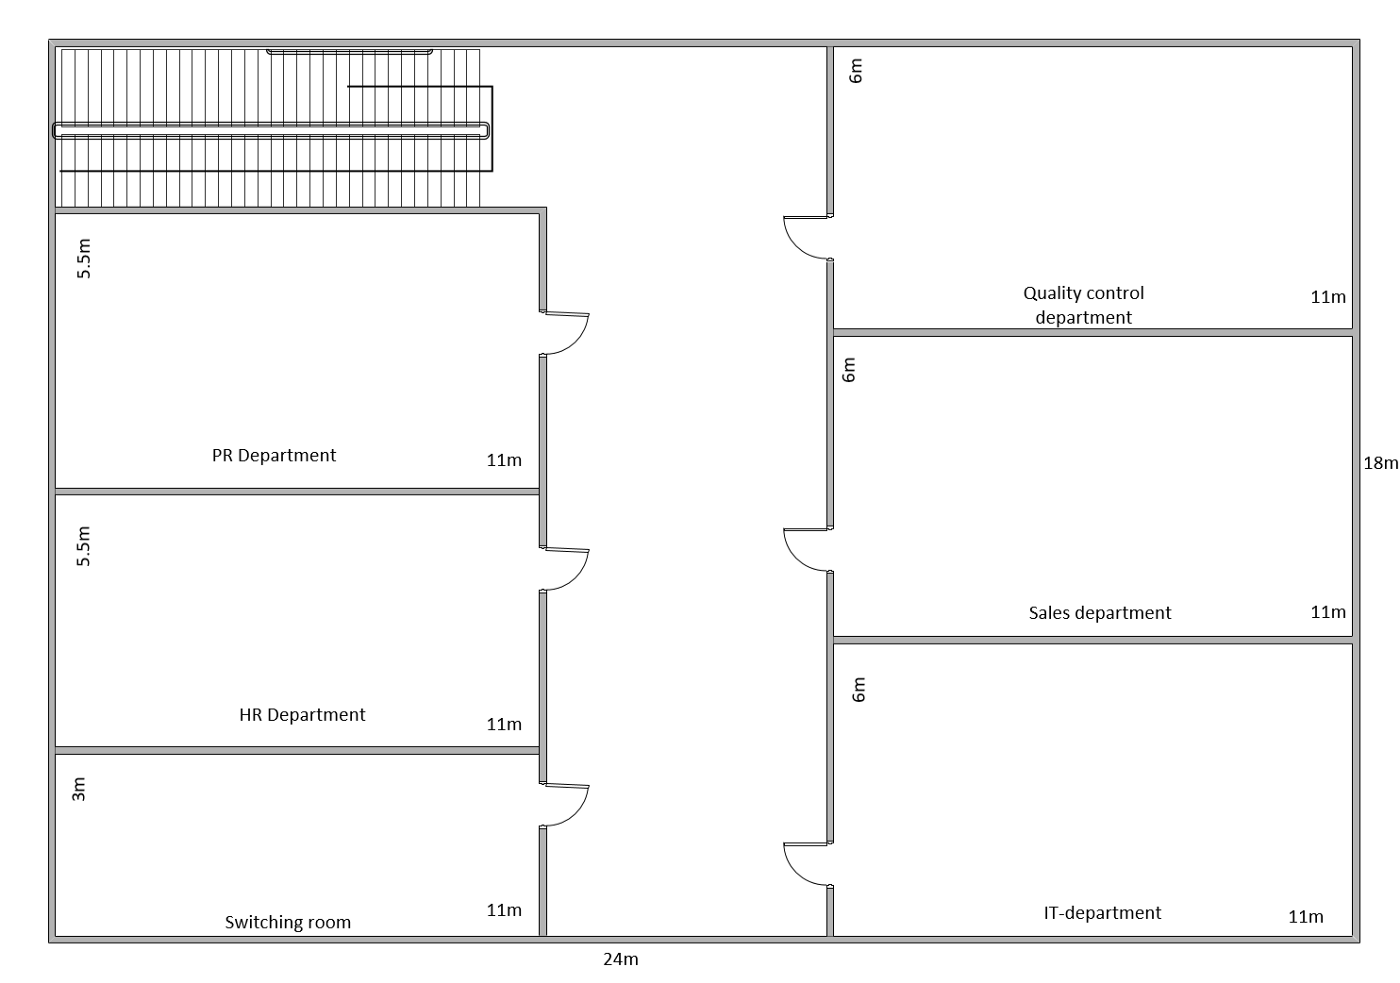 6m
Quality control
department
11m
5.5m
PR Department
11m
6m
Sales department
11m
18m
5.5m
HR Department
11m
6m
IT-department
11m
3m
Switching room
11m
24m